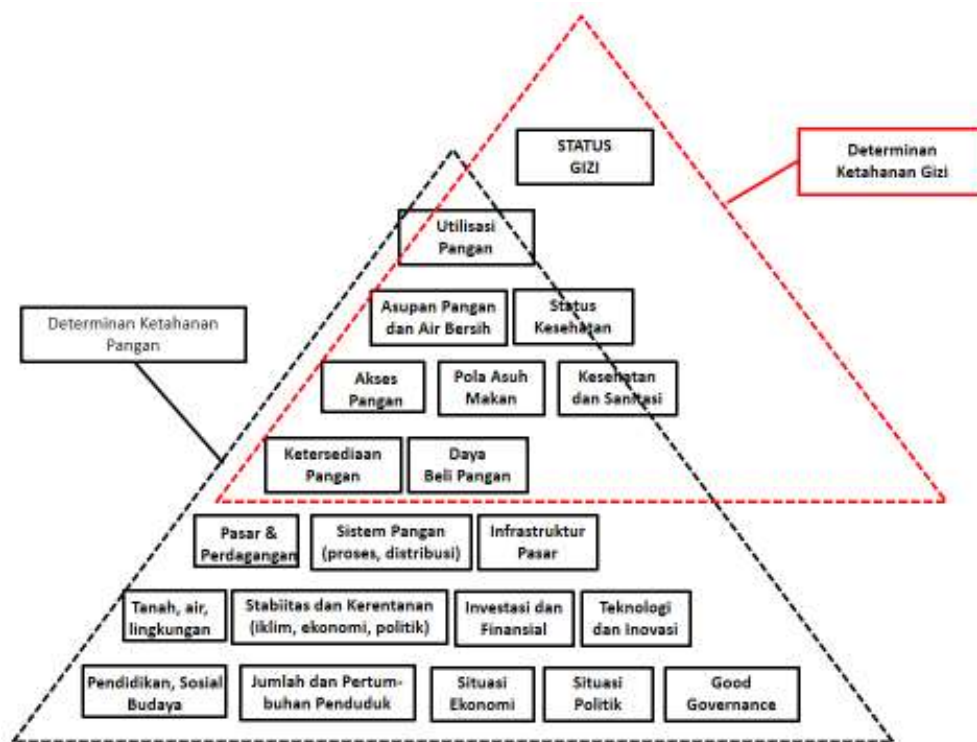 STATUS
GIZI
Determinan
Ketahanan Gizi
Utilisasi
Pangan
Determinan Ketahanan
Pangan
Asupan Pangan
dan Air Bersih
Status
Kesehatan
Akses
Pangan
Pola Asuh
Makan
Kesehatan
dan Sanitasi
Ketersediaan
Pangan
Daya
Beli Pangan
Pasar &
Perdagangan
Sistem Pangan
(proses, distribusi)
Infrastruktur
Pasar
Tanah, air,
lingkungan
Stabiitas dan Kerentanan
(iklim, ekonomi, politik)
Investasi dan
Finansial
Teknologi
dan Inovasi
Pendidikan, Sosial
Budaya
Jumlah dan Pertum-
buhan Penduduk
Situasi
Ekonomi
Situasi
Politik
Good
Governance